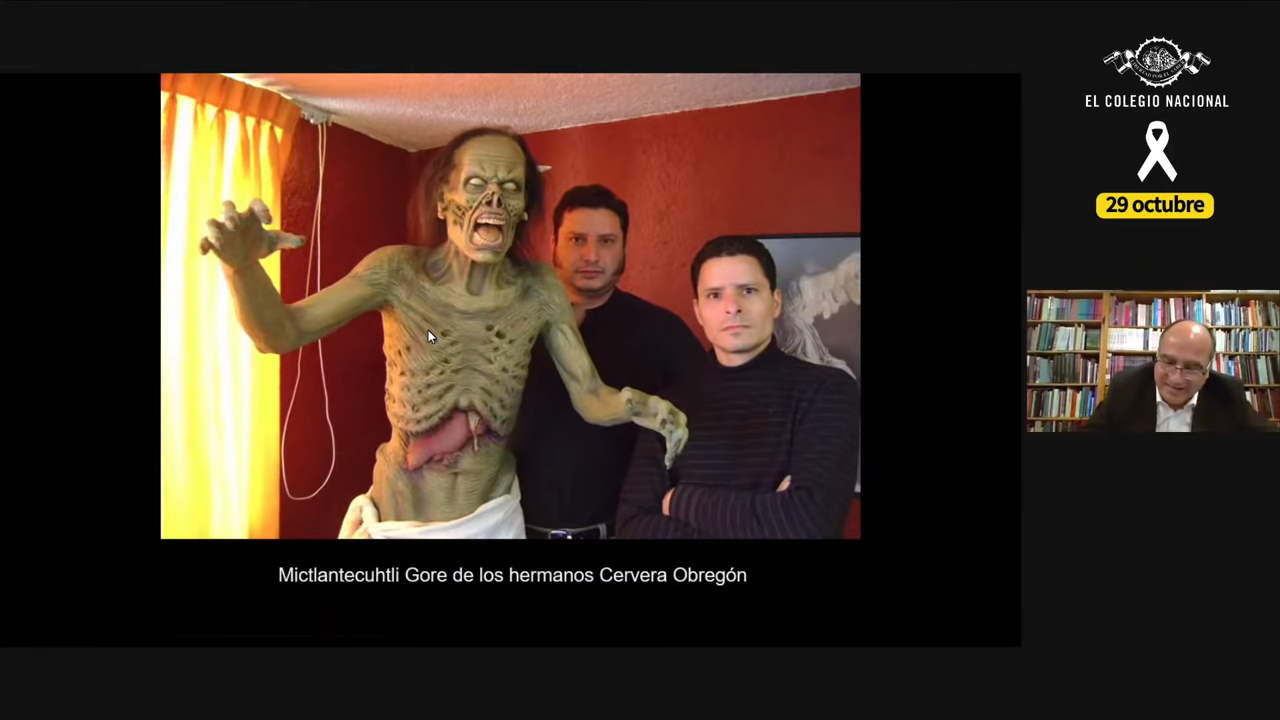 EL COLEGIO NACIONAL
29 octubre
Mictlantecuhtli Gore de los hermanos Cervera Obregón